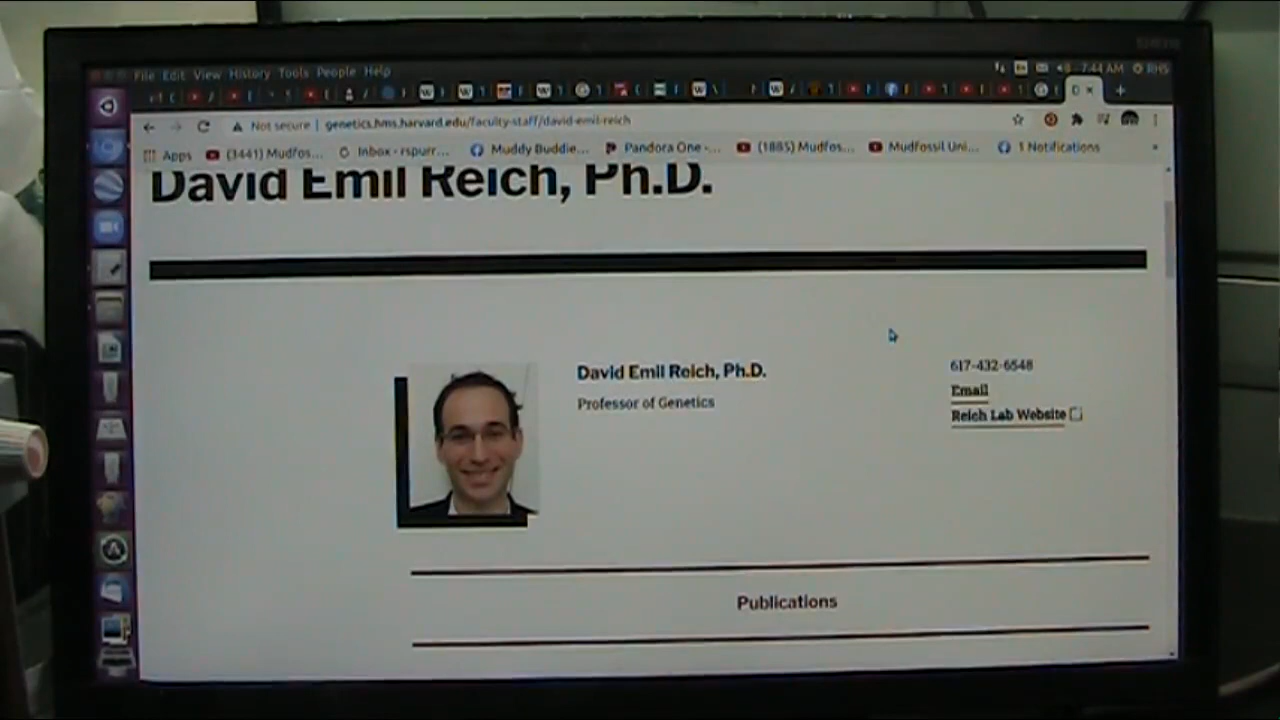 File Edit View History Tools People Help
7:44 AM RHS
Not secure | genetics.hms.harvard.edu/faculty-staff/david-emil-reich
Apps (3441) Mudfos... Inbox - rspurr... Muddy Buddie... Pandora One -... (1885) Mudfos... Mudfossil Uni... 1 Notifications
David Emil Reich, Ph.D.
David Emil Reich, Ph.D.
Professor of Genetics
617-432-6548
Email
Reich Lab Website
Publications